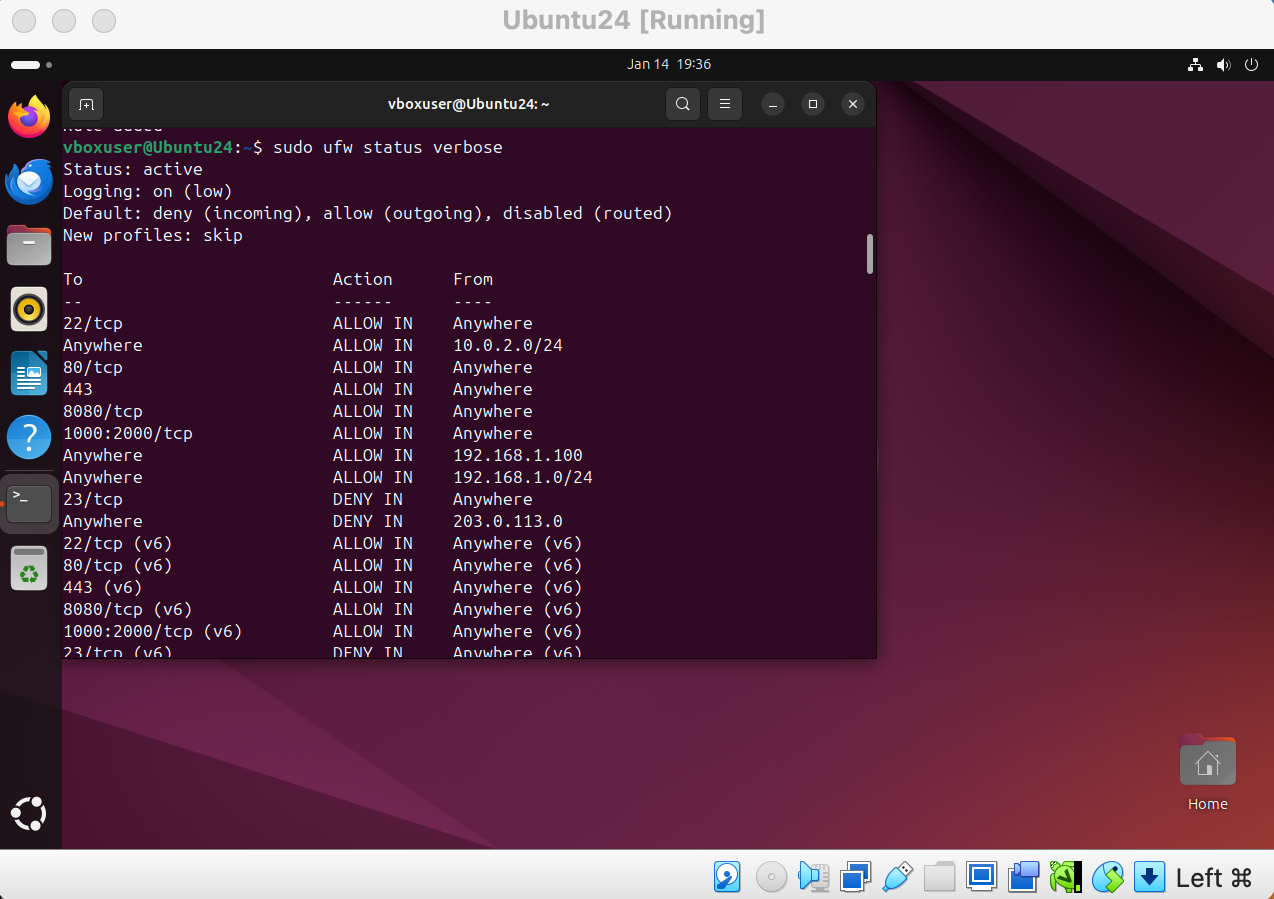 Ubuntu24 [Running]
Jan 14 19:36
vboxuser@Ubuntu24: ~
Rule added
vboxuser@Ubuntu24:~$ sudo ufw status verbose
Status: active
Logging: on (low)
Default: deny (incoming), allow (outgoing), disabled (routed)
New profiles: skip
To Action From
-- ------ ----
22/tcp ALLOW IN Anywhere
Anywhere ALLOW IN 10.0.2.0/24
80/tcp ALLOW IN Anywhere
443 ALLOW IN Anywhere
8080/tcp ALLOW IN Anywhere
1000:2000/tcp ALLOW IN Anywhere
Anywhere ALLOW IN 192.168.1.100
Anywhere ALLOW IN 192.168.1.0/24
23/tcp DENY IN Anywhere
Anywhere DENY IN 203.0.113.0
22/tcp (v6) ALLOW IN Anywhere (v6)
80/tcp (v6) ALLOW IN Anywhere (v6)
443 (v6) ALLOW IN Anywhere (v6)
8080/tcp (v6) ALLOW IN Anywhere (v6)
1000:2000/tcp (v6) ALLOW IN Anywhere (v6)
23/tcp (v6) DENY IN Anywhere (v6)
Home
Left ⌘